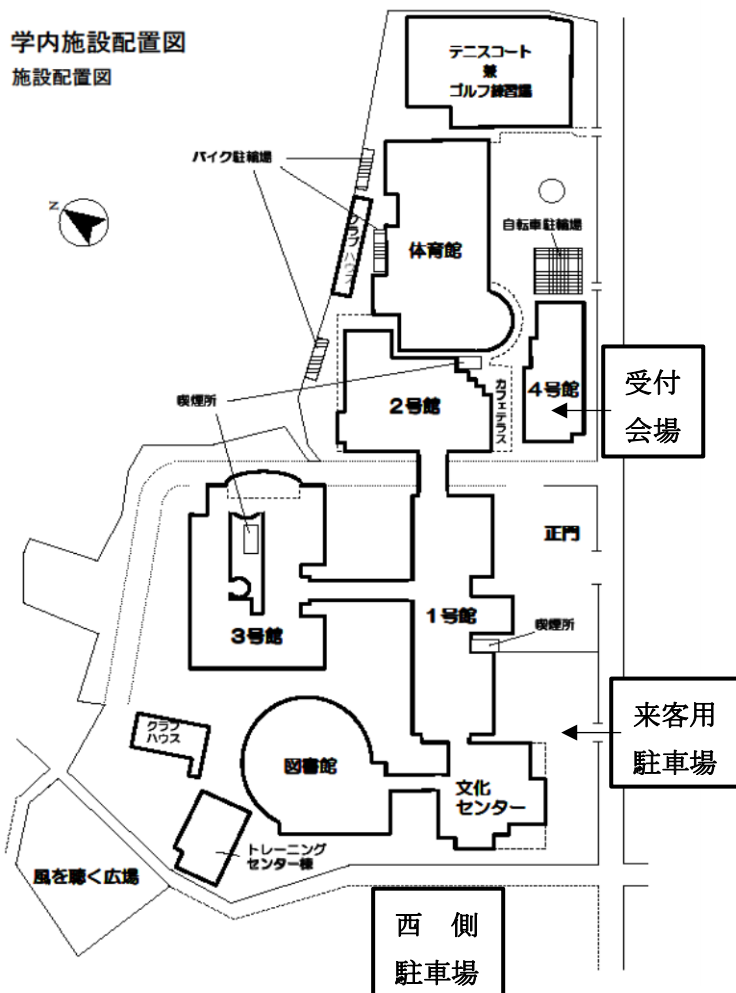 学内施設配置図
施設配置図
テニスコート
兼
ゴルフ練習場
バイク駐輪場
N
クラブハウス
体育館
自転車駐輪場
喫煙所
2号館
カフェテラス
4号館
受付
会場
正門
3号館
1号館
喫煙所
クラブ
ハウス
図書館
文化
センター
来客用
駐車場
トレーニング
センター棟
風を聴く広場
西側
駐車場